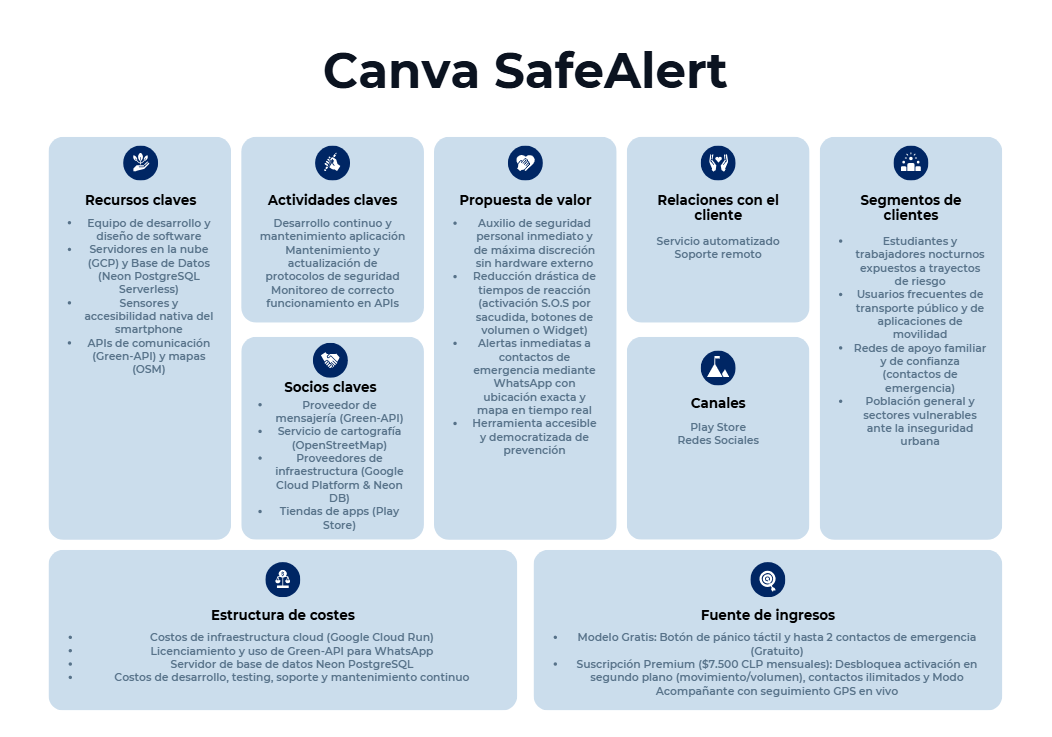 Canva SafeAlert
Recursos claves
• Equipo de desarrollo y
diseño de software
• Servidores en la nube
(GCP) y Base de Datos
(Neon PostgreSQL
Serverless)
• Sensores y
accesibilidad nativa del
smartphone
• APIs de comunicación
(Green-API) y mapas
(OSM)
Actividades claves
Desarrollo continuo y
mantenimiento aplicación
Mantenimiento y
actualización de
protocolos de seguridad
Monitoreo de correcto
funcionamiento en APIs
Socios claves
• Proveedor de
mensajería (Green-API)
• Servicio de cartografía
(OpenStreetMap)
• Proveedores de
infraestructura (Google
Cloud Platform & Neon
DB)
• Tiendas de apps (Play
Store)
Propuesta de valor
• Auxilio de seguridad
personal inmediato y
de máxima discreción
sin hardware externo
• Reducción drástica de
tiempos de reacción
(activación S.O.S por
sacudida, botones de
volumen o Widget)
• Alertas inmediatas a
contactos de
emergencia mediante
WhatsApp con
ubicación exacta y
mapa en tiempo real
• Herramienta accesible
y democratizada de
prevención
Relaciones con el
cliente
Servicio automatizado
Soporte remoto
Canales
Play Store
Redes Sociales
Segmentos de
clientes
• Estudiantes y
trabajadores nocturnos
expuestos a trayectos
de riesgo
• Usuarios frecuentes de
transporte público y de
aplicaciones de
movilidad
• Redes de apoyo familiar
y de confianza
(contactos de
emergencia)
• Población general y
sectores vulnerables
ante la inseguridad
urbana
Estructura de costes
• Costos de infraestructura cloud (Google Cloud Run)
• Licenciamiento y uso de Green-API para WhatsApp
• Servidor de base de datos Neon PostgreSQL
• Costos de desarrollo, testing, soporte y mantenimiento continuo
Fuente de ingresos
• Modelo Gratis: Botón de pánico táctil y hasta 2 contactos de emergencia
(Gratuito)
• Suscripción Premium ($7.500 CLP mensuales): Desbloquea activación en
segundo plano (movimiento/volumen), contactos ilimitados y Modo
Acompañante con seguimiento GPS en vivo